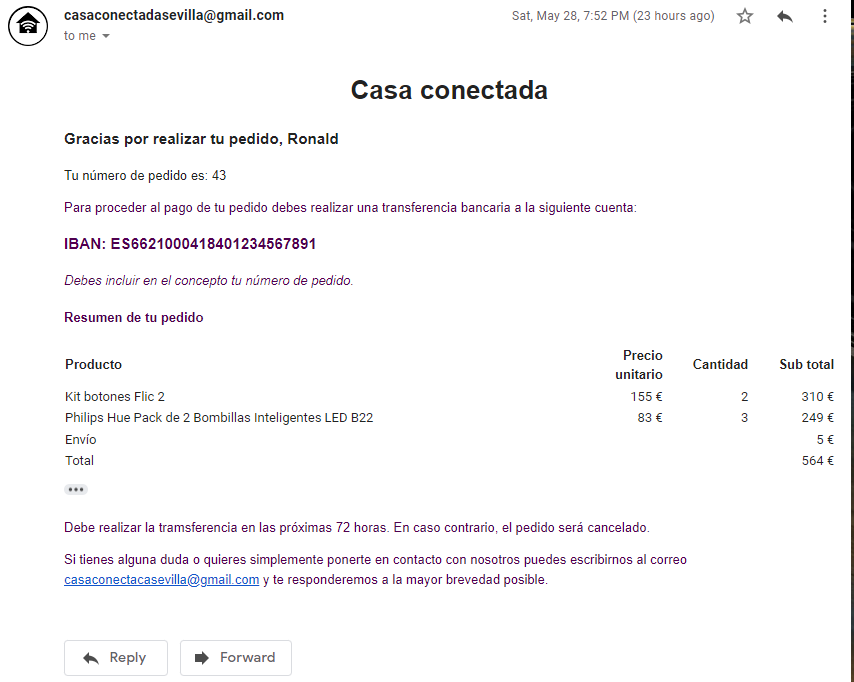 casaconectadasevilla@gmail.com Sat, May 28, 7:52 PM (23 hours ago)
to me
Casa conectada
Gracias por realizar tu pedido, Ronald
Tu número de pedido es: 43
Para proceder al pago de tu pedido debes realizar una transferencia bancaria a la siguiente cuenta:
IBAN: ES6621000418401234567891
Debes incluir en el concepto tu número de pedido.
Resumen de tu pedido
Producto Precio unitario Cantidad Sub total
Kit botones Flic 2 155 € 2 310 €
Philips Hue Pack de 2 Bombillas Inteligentes LED B22 83 € 3 249 €
Envío 5 €
Total 564 €
Debe realizar la tramsferencia en las próximas 72 horas. En caso contrario, el pedido será cancelado.
Si tienes alguna duda o quieres simplemente ponerte en contacto con nosotros puedes escribirnos al correo
casaconectacasevilla@gmail.com y te responderemos a la mayor brevedad posible.
Reply Forward